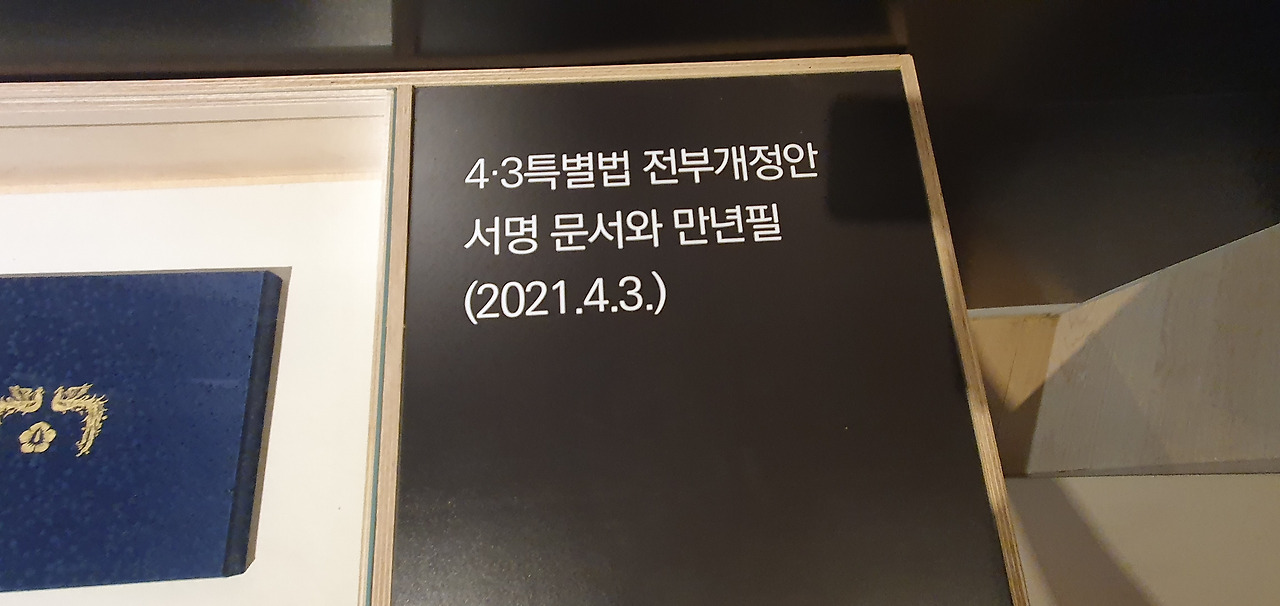 4·3특별법 전부개정안
서명 문서와 만년필
(2021.4.3.)